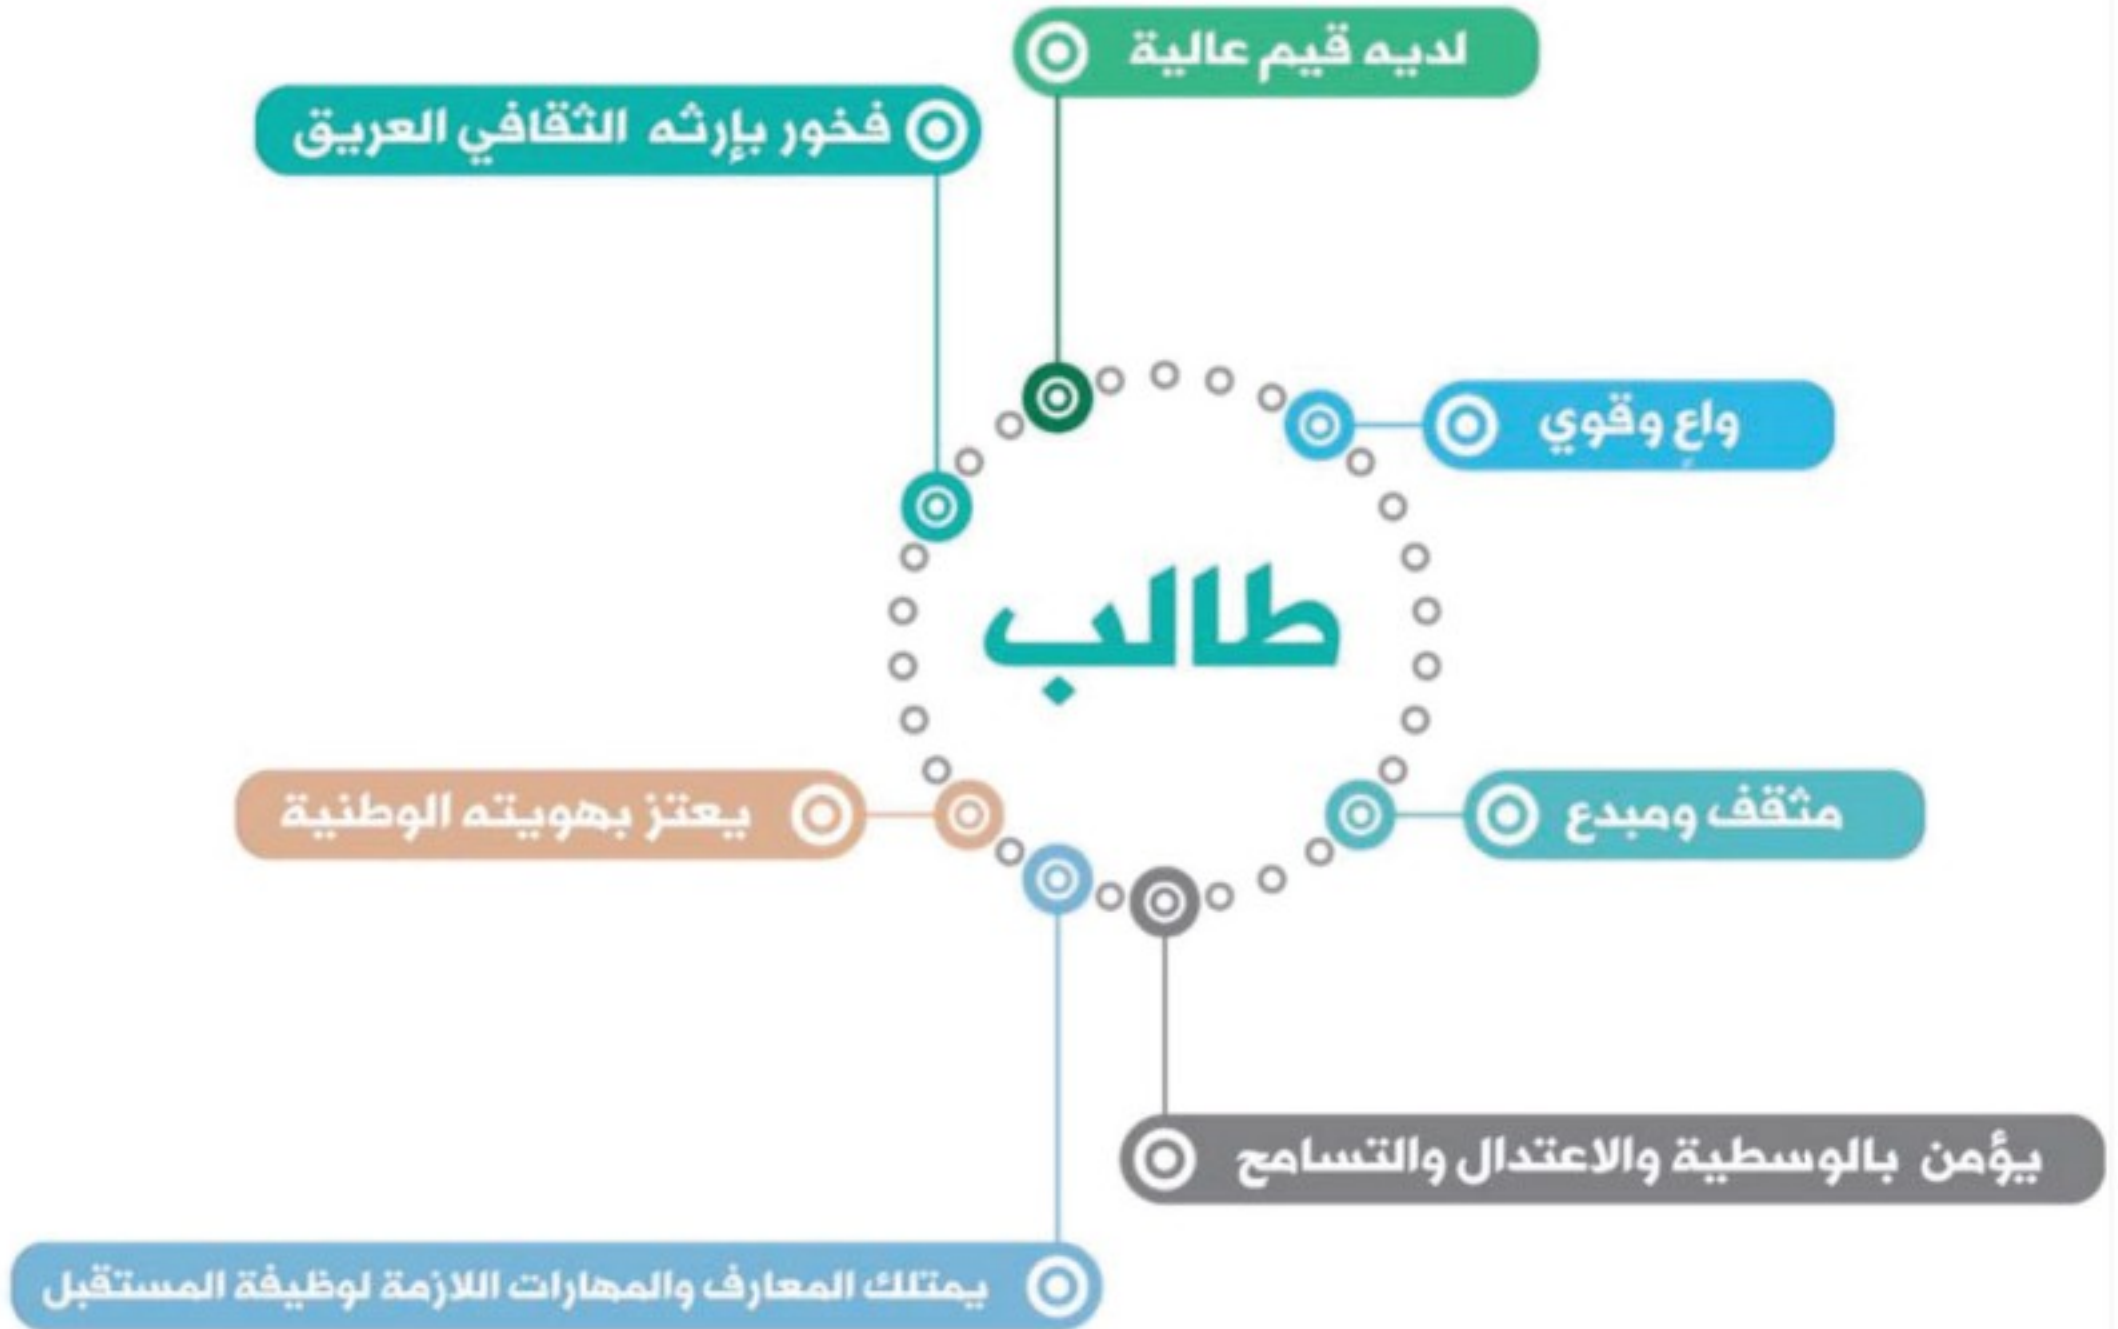 لديه قيم عالية
فخور بإرثه الثقافي العريق
واعٍ وقوي
طالب
يعتز بهويته الوطنية
مثقف ومبدع
يؤمن بالوسطية والاعتدال والتسامح
يمتلك المعارف والمهارات اللازمة لوظيفة المستقبل